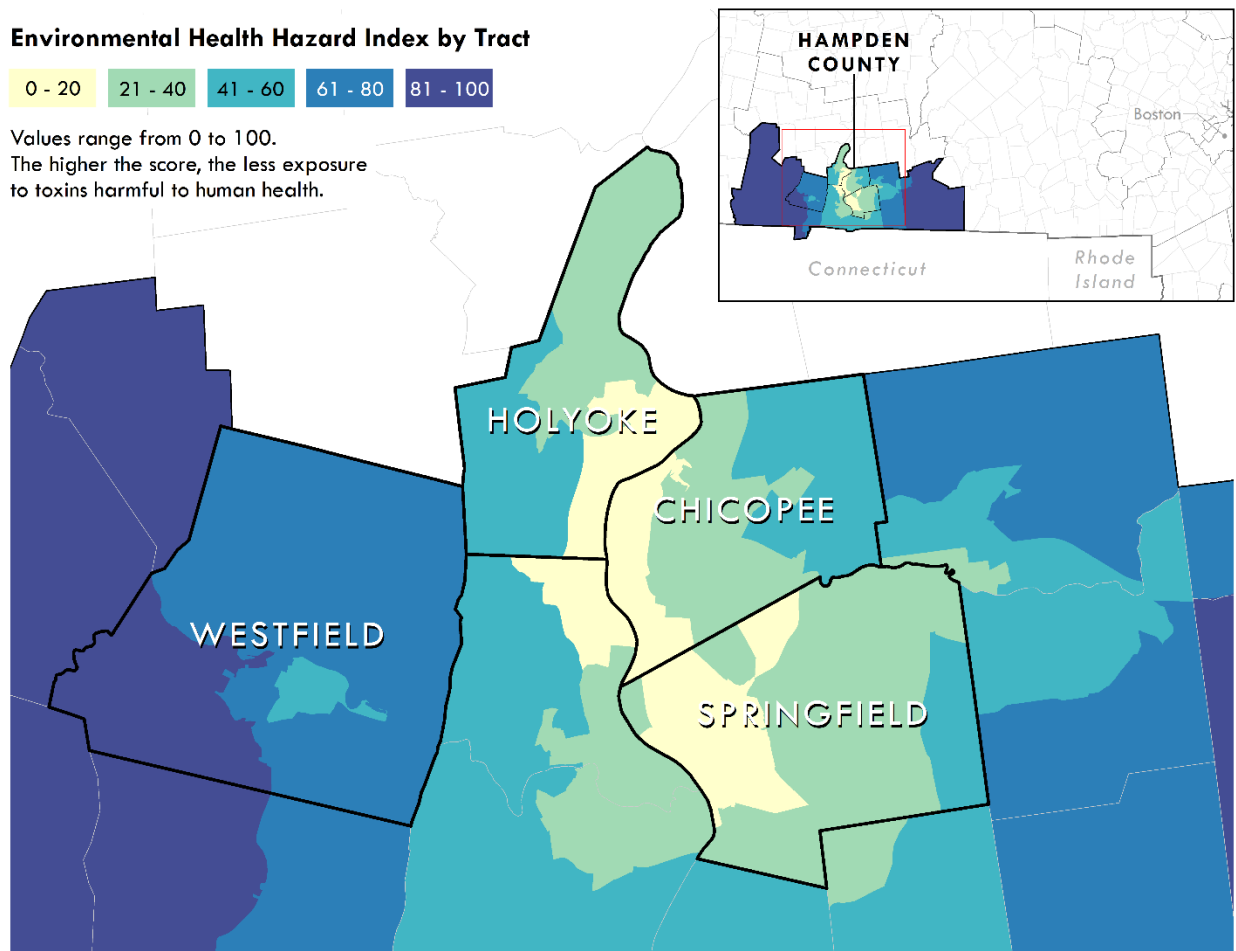 Environmental Health Hazard Index by Tract
0 - 20
21 - 40
41 - 60
61 - 80
81 - 100
Values range from 0 to 100.
The higher the score, the less exposure
to toxins harmful to human health.
HAMPDEN
COUNTY
Boston
Connecticut
Rhode
Island
HOLYOKE
CHICOPEE
WESTFIELD
SPRINGFIELD